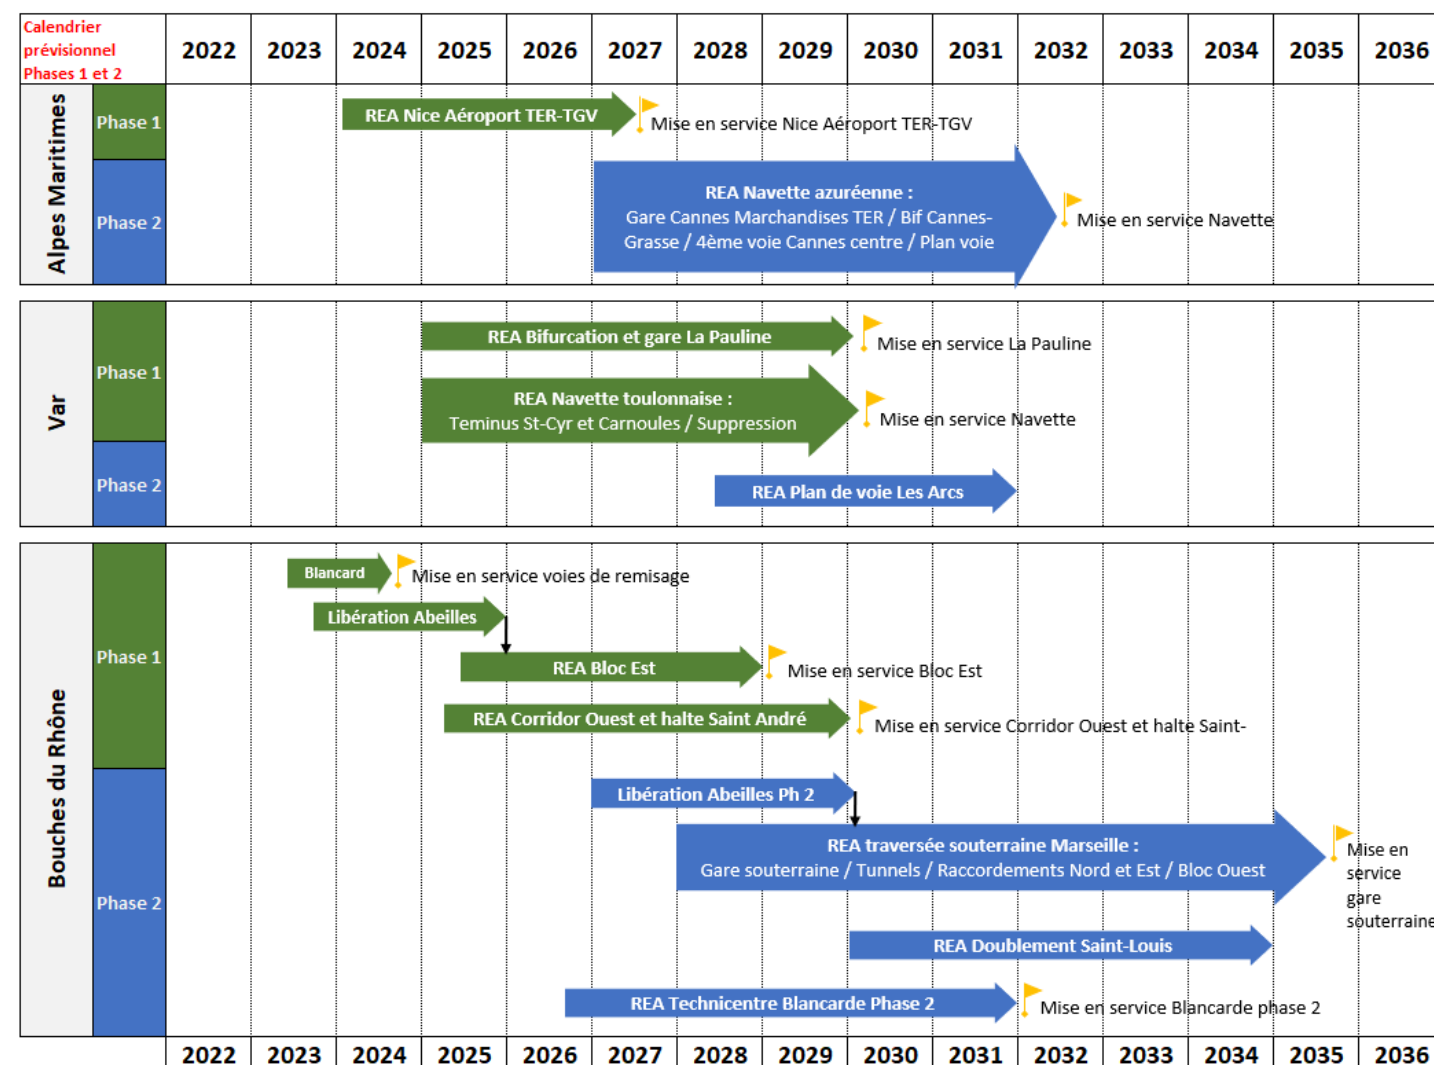 Calendrier
prévisionnel
Phases 1 et 2
2022 2023 2024 2025 2026 2027 2028 2029 2030 2031 2032 2033 2034 2035 2036
Alpes Maritimes
Phase 1
REA Nice Aéroport TER-TGV
Mise en service Nice Aéroport TER-TGV
Phase 2
REA Navette azuréenne :
Gare Cannes Marchandises TER / Bif Cannes-
Grasse / 4ème voie Cannes centre / Plan voie
Mise en service Navette
Var
Phase 1
REA Bifurcation et gare La Pauline
Mise en service La Pauline
REA Navette toulonnaise :
Teminus St-Cyr et Carnoules / Suppression
Mise en service Navette
Phase 2
REA Plan de voie Les Arcs
Bouches du Rhône
Phase 1
Blancard
Mise en service voies de remisage
Libération Abeilles
REA Bloc Est
Mise en service Bloc Est
REA Corridor Ouest et halte Saint André
Mise en service Corridor Ouest et halte Saint-
Phase 2
Libération Abeilles Ph 2
REA traversée souterraine Marseille :
Gare souterraine / Tunnels / Raccordements Nord et Est / Bloc Ouest
Mise en
service
gare
souterraine
REA Doublement Saint-Louis
REA Technicentre Blancarde Phase 2
Mise en service Blancarde phase 2
2022 2023 2024 2025 2026 2027 2028 2029 2030 2031 2032 2033 2034 2035 2036